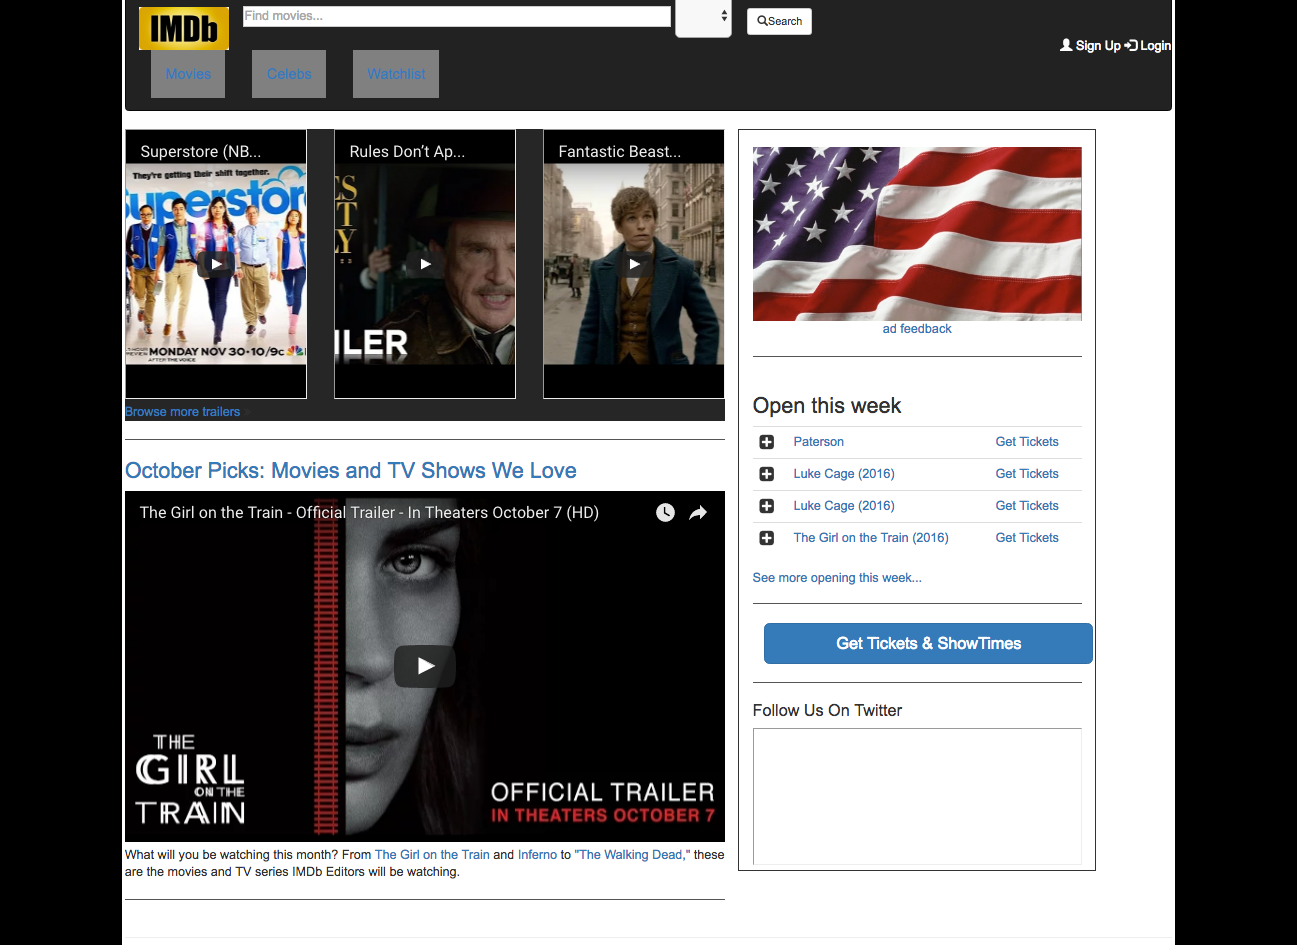 IMDb
Find movies...
Search
Sign Up Login
Movies Celebs Watchlist
Superstore (NB...
They're getting their shift together.
uperstor
MONDAY NOV 30•10/9c
AFTER THE VOICE
Rules Don't Ap...
ILER
Fantastic Beast...
Browse more trailers
October Picks: Movies and TV Shows We Love
The Girl on the Train - Official Trailer - In Theaters October 7 (HD)
THE
GIRL
ON THE
TRAIN
OFFICIAL TRAILER
IN THEATERS OCTOBER 7
What will you be watching this month? From The Girl on the Train and Inferno to "The Walking Dead," these
are the movies and TV series IMDb Editors will be watching.
ad feedback
Open this week
Paterson Get Tickets
Luke Cage (2016) Get Tickets
Luke Cage (2016) Get Tickets
The Girl on the Train (2016) Get Tickets
See more opening this week...
Get Tickets & ShowTimes
Follow Us On Twitter